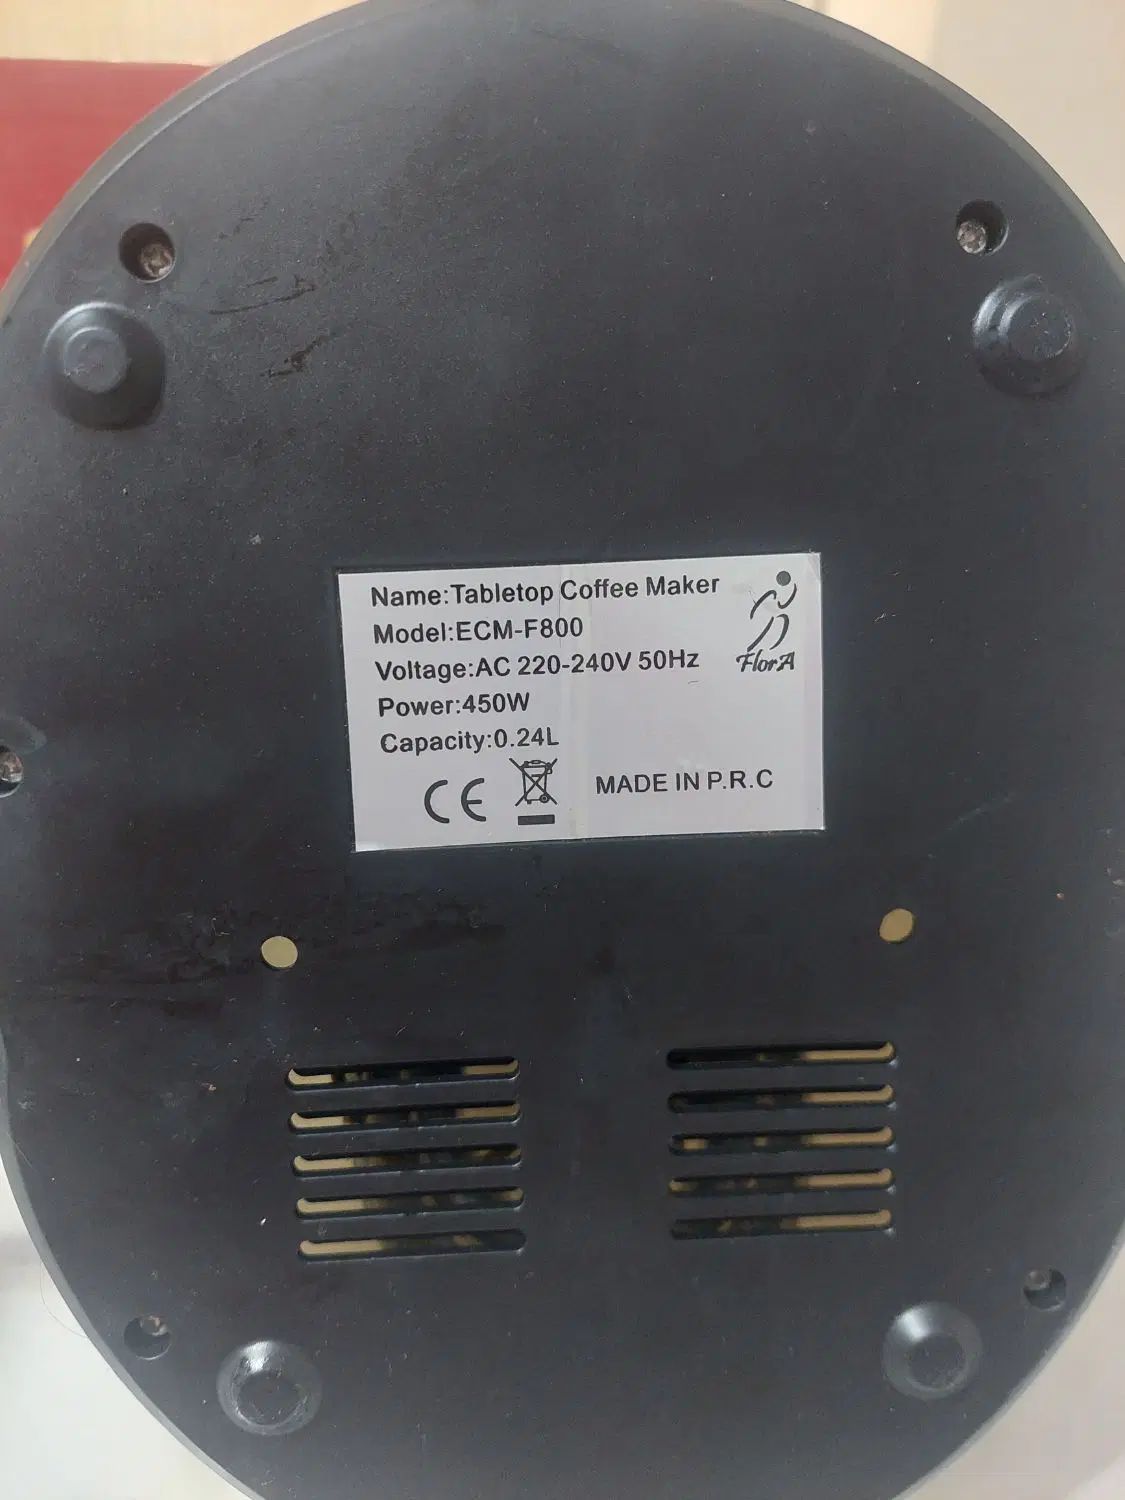 Name:Tabletop Coffee Maker
Model:ECM-F800
Voltage:AC 220-240V 50Hz
Power:450W
Capacity:0.24L
FlorA
CE
MADE IN P.R.C